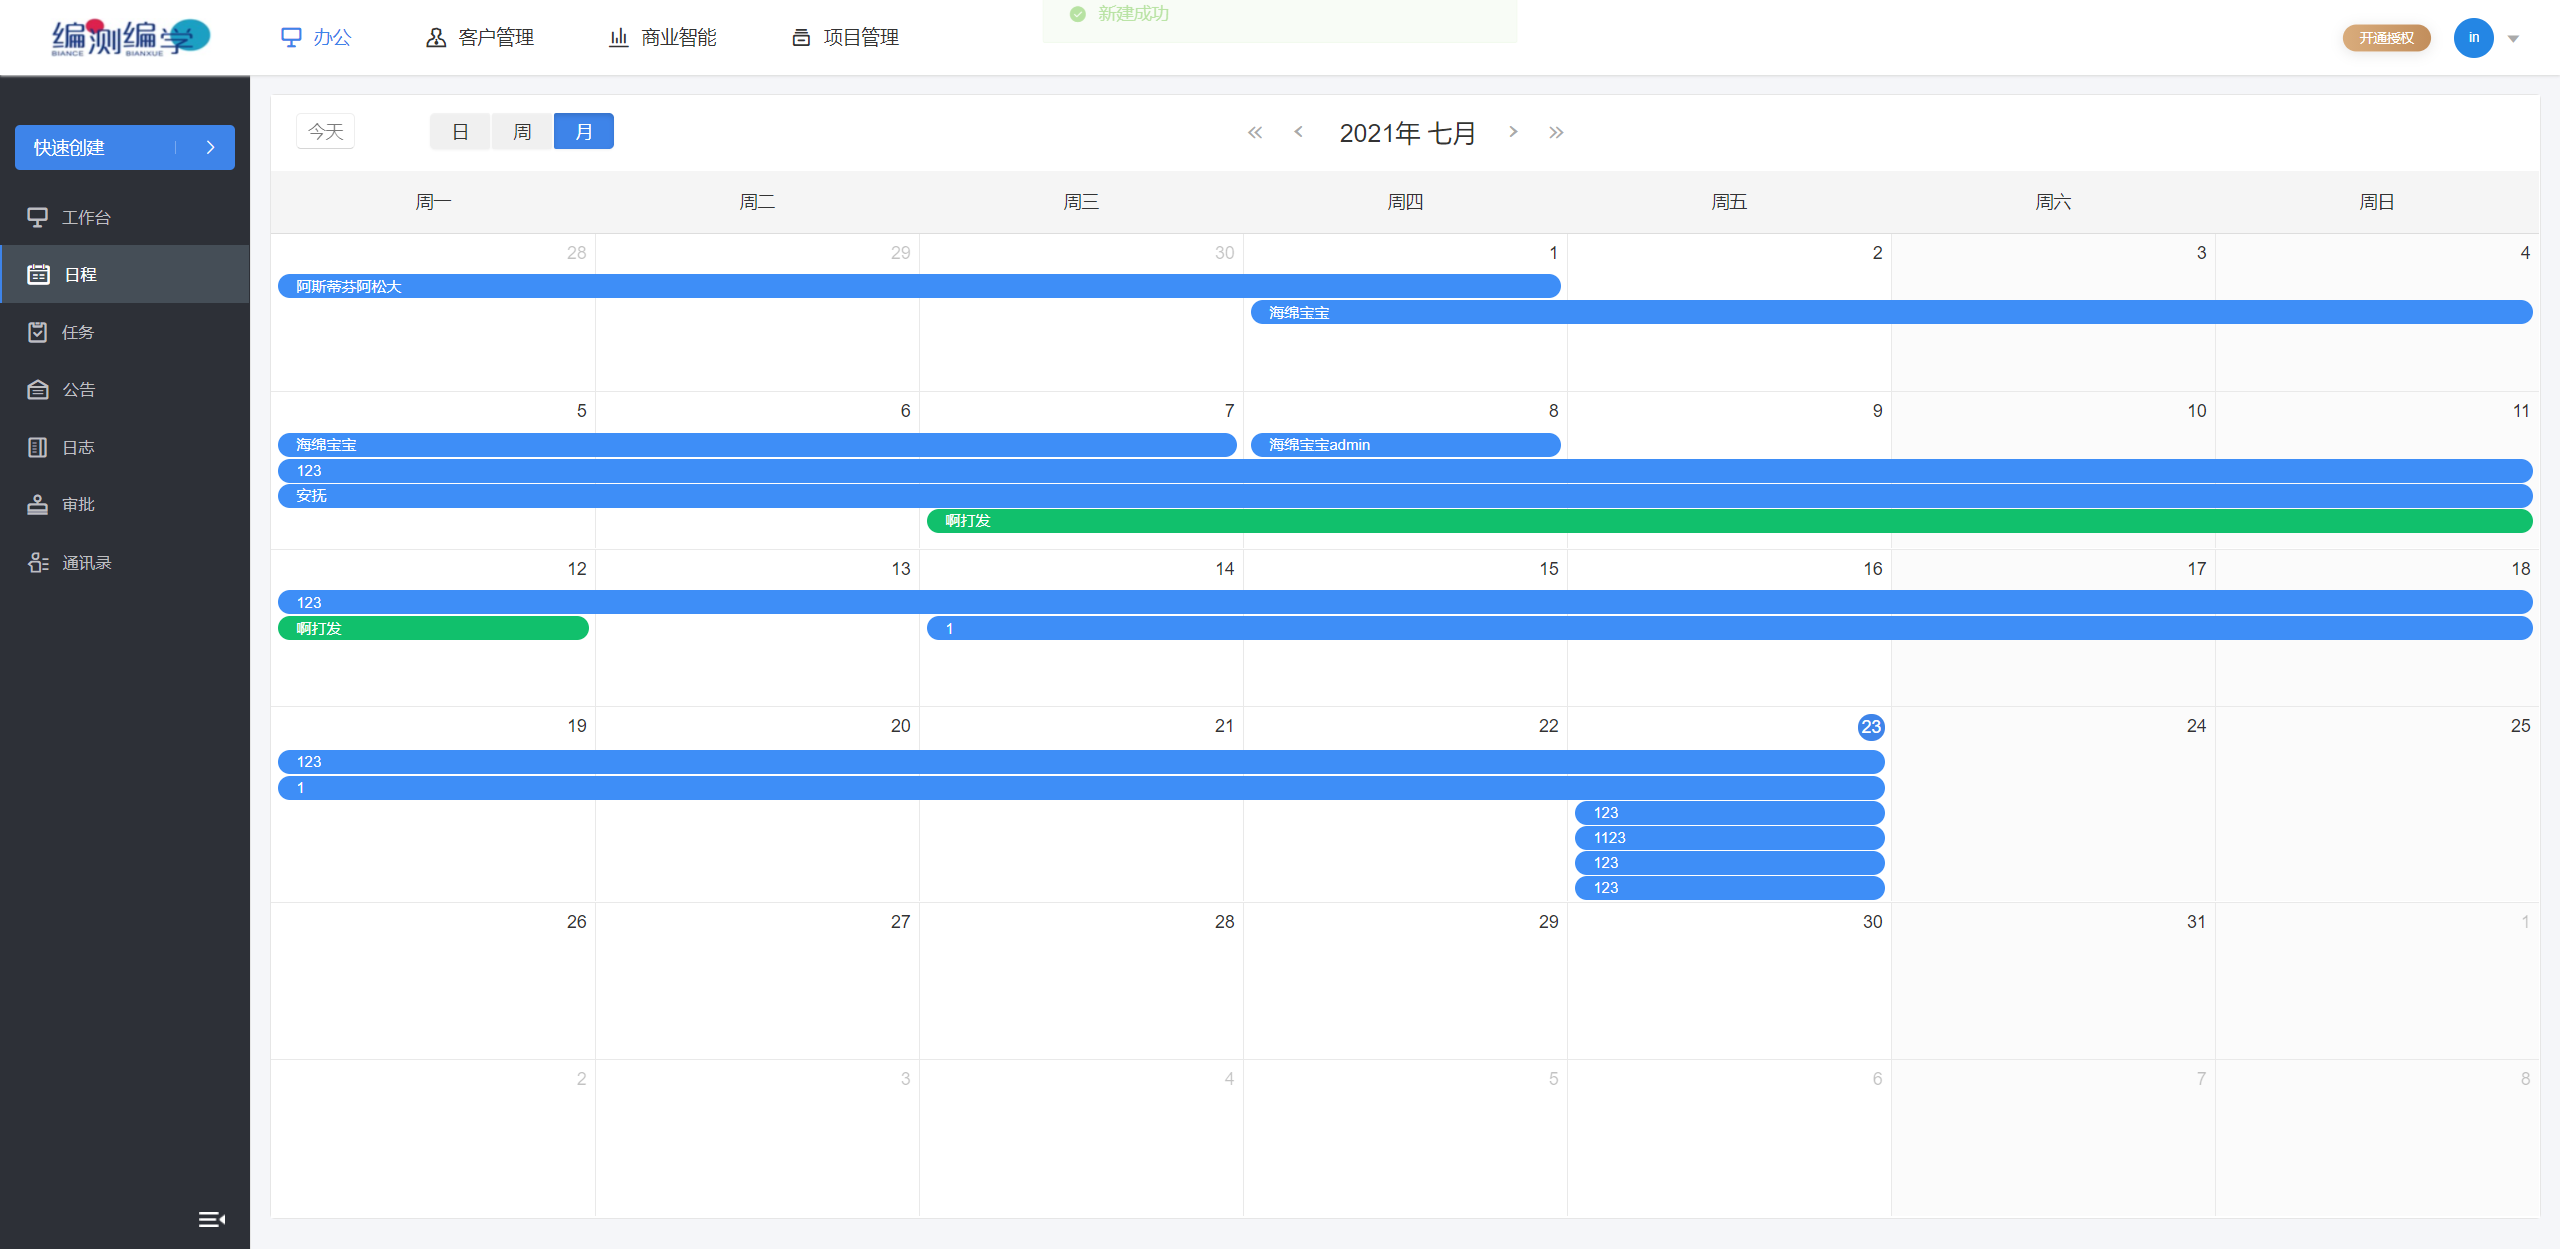 编测编学
BIANCE BIANXUE
办公
客户管理
商业智能
项目管理
新建成功
开通授权
in
快速创建
工作台
日程
任务
公告
日志
审批
通讯录
今天
日 周 月
2021年 七月
周一 周二 周三 周四 周五 周六 周日
28 29 30 1 2 3 4
阿斯蒂芬阿松大
海绵宝宝
5 6 7 8 9 10 11
海绵宝宝 海绵宝宝admin
123
安抚
啊打发
12 13 14 15 16 17 18
123
啊打发 1
19 20 21 22 23 24 25
123
1
123
1123
123
123
26 27 28 29 30 31 1
2 3 4 5 6 7 8